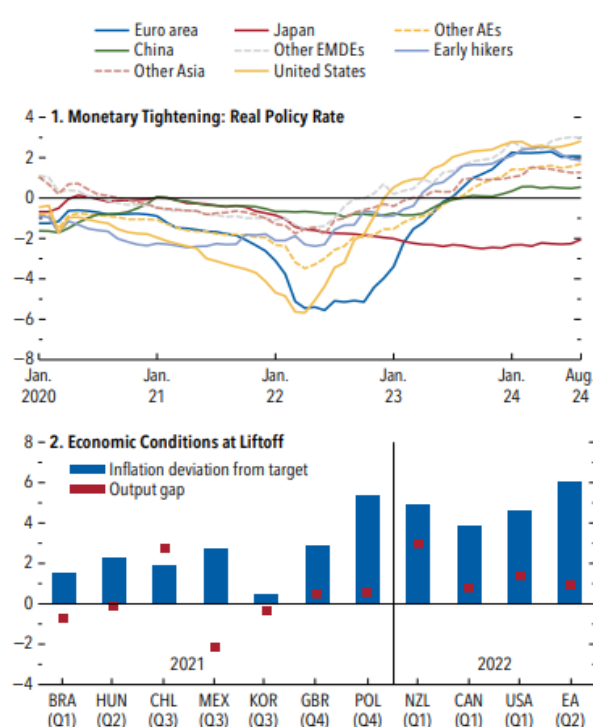 Euro area Japan Other AEs
China Other EMDEs Early hikers
Other Asia United States
1. Monetary Tightening: Real Policy Rate
4
2
0
−2
−4
−6
−8
Jan. Jan. Jan. Jan. Jan. Aug.
2020 21 22 23 24 24
2. Economic Conditions at Liftoff
8
Inflation deviation from target
6
Output gap
4
2
0
−2
2021 2022
−4
BRA HUN CHL MEX KOR GBR POL NZL CAN USA EA
(Q1) (Q2) (Q3) (Q3) (Q3) (Q4) (Q4) (Q1) (Q1) (Q1) (Q2)